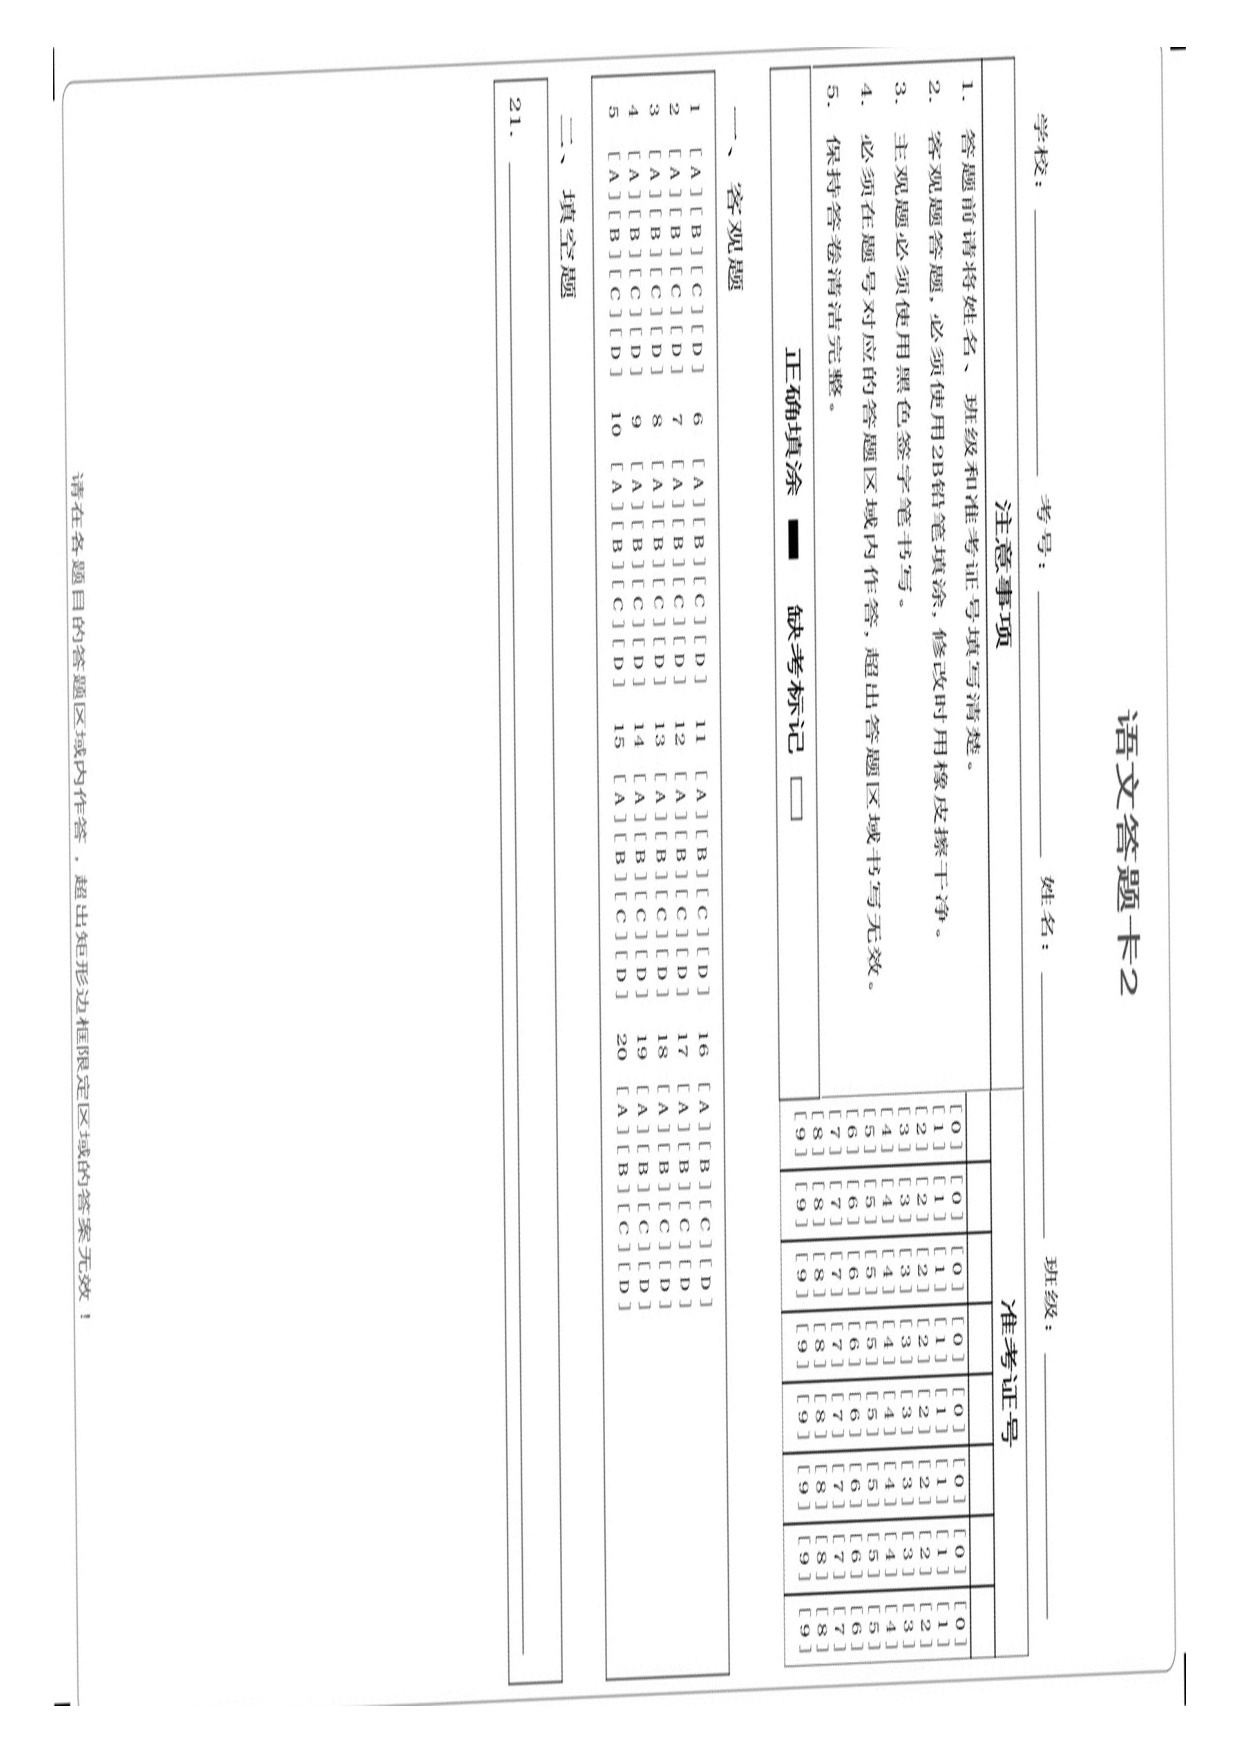 语文答题卡2
学校： 考号： 姓名： 班级：
注意事项
1. 答题前请将姓名、班级和准考证号填写清楚。
2. 客观题答题,必须使用2B铅笔填涂,修改时用橡皮擦干净。
3. 主观题必须使用黑色签字笔书写。
4. 必须在题号对应的答题区域内作答,超出答题区域书写无效。
5. 保持答卷清洁完整。
正确填涂 缺考标记
准考证号
[0] [0] [0] [0] [0] [0] [0] [0]
[1] [1] [1] [1] [1] [1] [1] [1]
[2] [2] [2] [2] [2] [2] [2] [2]
[3] [3] [3] [3] [3] [3] [3] [3]
[4] [4] [4] [4] [4] [4] [4] [4]
[5] [5] [5] [5] [5] [5] [5] [5]
[6] [6] [6] [6] [6] [6] [6] [6]
[7] [7] [7] [7] [7] [7] [7] [7]
[8] [8] [8] [8] [8] [8] [8] [8]
[9] [9] [9] [9] [9] [9] [9] [9]
一、客观题
1 [A][B][C][D] 6 [A][B][C][D] 11 [A][B][C][D] 16 [A][B][C][D]
2 [A][B][C][D] 7 [A][B][C][D] 12 [A][B][C][D] 17 [A][B][C][D]
3 [A][B][C][D] 8 [A][B][C][D] 13 [A][B][C][D] 18 [A][B][C][D]
4 [A][B][C][D] 9 [A][B][C][D] 14 [A][B][C][D] 19 [A][B][C][D]
5 [A][B][C][D] 10 [A][B][C][D] 15 [A][B][C][D] 20 [A][B][C][D]
二、填空题
21.
请在各题目的答题区域内作答，超出矩形边框限定区域的答案无效！